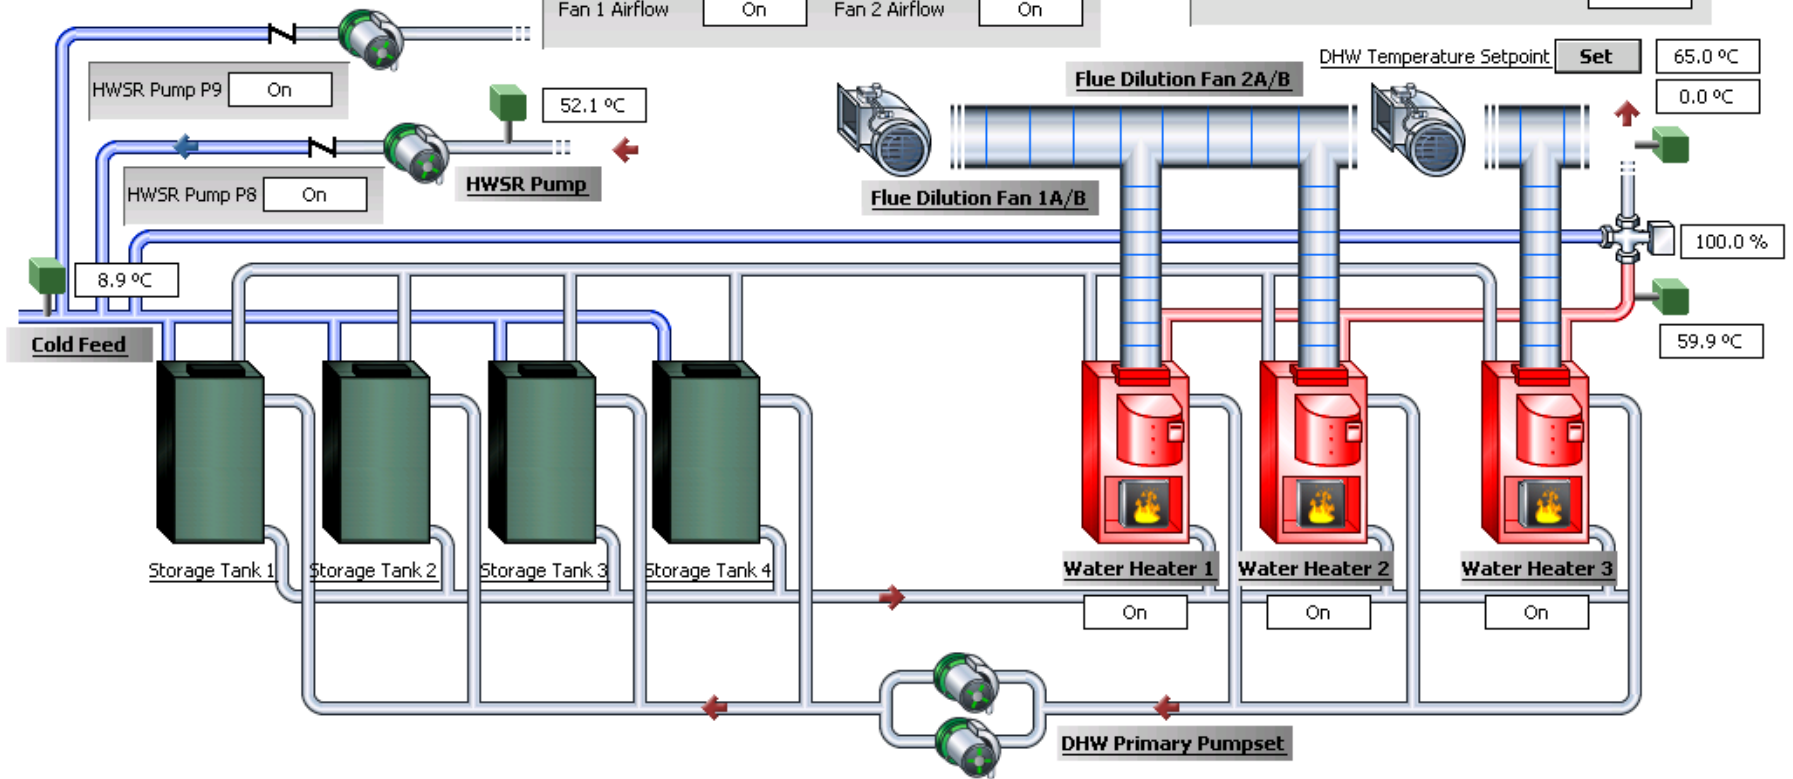 Fan 1 Airflow On Fan 2 Airflow On
DHW Temperature Setpoint Set 65.0 ºC
0.0 ºC
Flue Dilution Fan 2A/B
HWSR Pump P9 On
52.1 ºC
HWSR Pump
HWSR Pump P8 On
Flue Dilution Fan 1A/B
100.0 %
8.9 ºC
Cold Feed
59.9 ºC
Storage Tank 1 Storage Tank 2 Storage Tank 3 Storage Tank 4
Water Heater 1 Water Heater 2 Water Heater 3
On On On
DHW Primary Pumpset